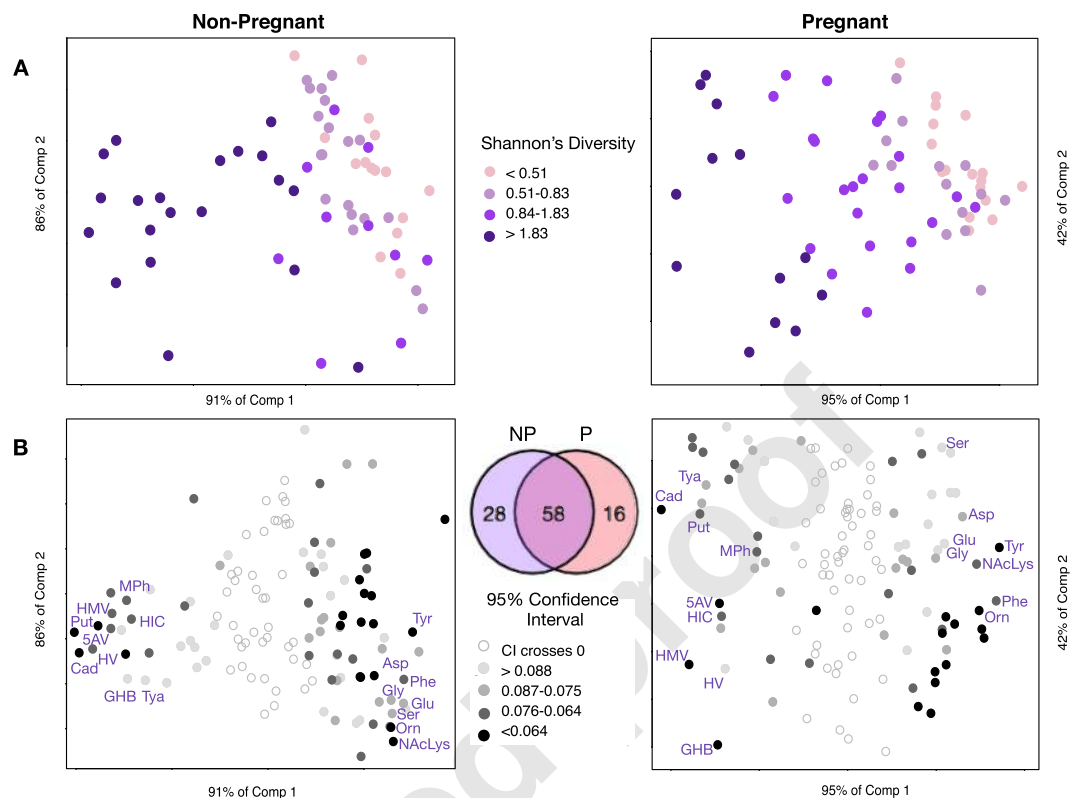 Non-Pregnant
Pregnant
A
86% of Comp 2
91% of Comp 1
Shannon's Diversity
< 0.51
0.51-0.83
0.84-1.83
> 1.83
42% of Comp 2
95% of Comp 1
B
86% of Comp 2
MPh
HMV
HIC
Put
5AV
HV
Cad
GHB Tya
Tyr
Asp
Phe
Gly
Glu
Ser
Orn
NAcLys
91% of Comp 1
NP P
28 58 16
95% Confidence
Interval
CI crosses 0
> 0.088
0.087-0.075
0.076-0.064
<0.064
Ser
Tya
Cad
Put
Asp
MPh
Glu
Gly
Tyr
NAcLys
5AV
HIC
Phe
Orn
HMV
HV
GHB
42% of Comp 2
95% of Comp 1